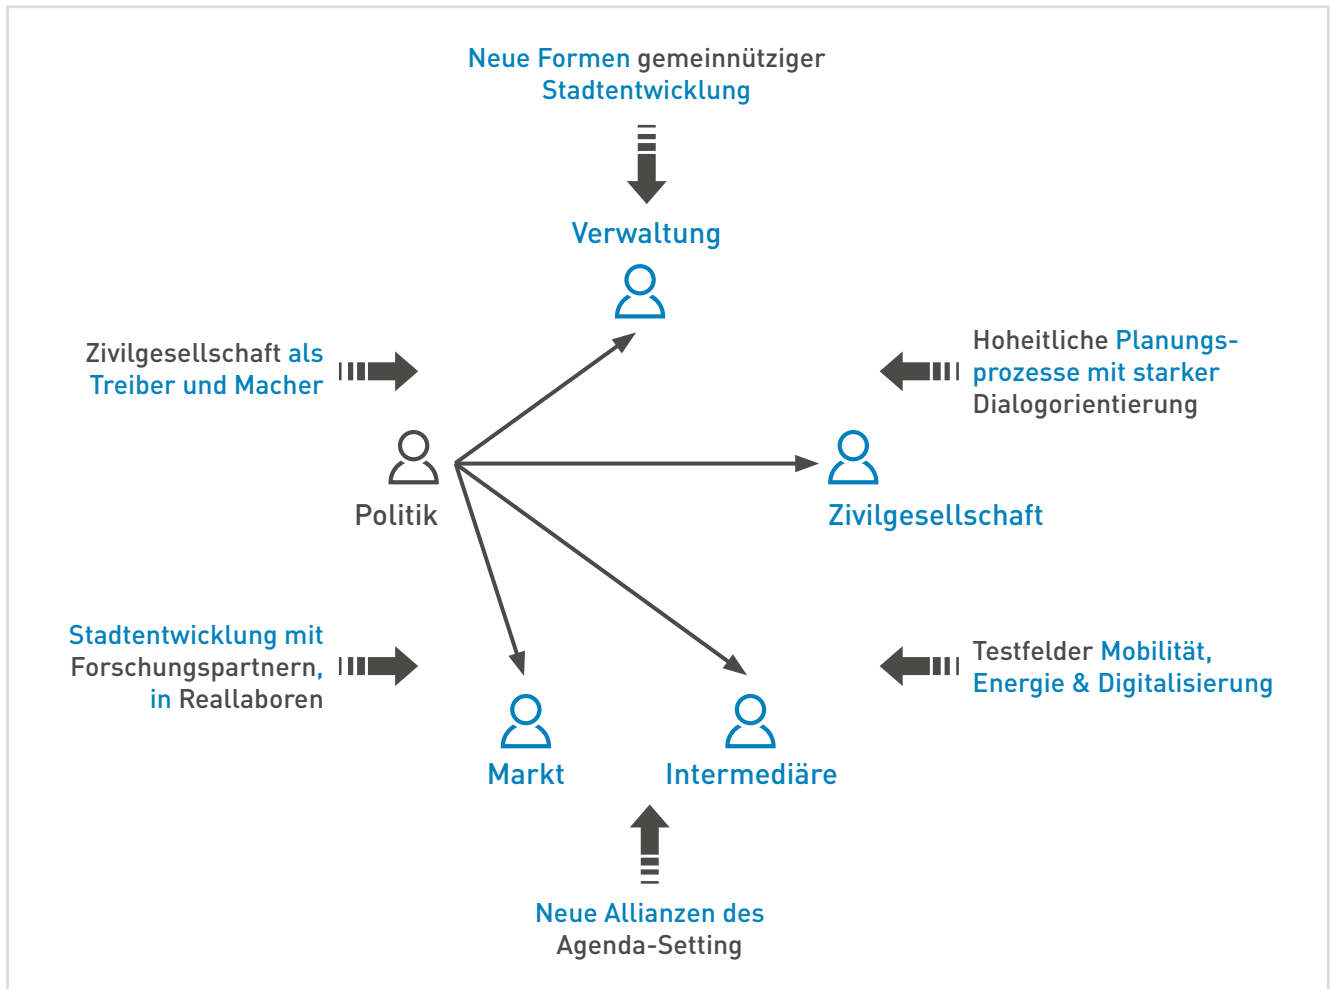 Neue Formen gemeinnütziger
Stadtentwicklung
Verwaltung
Zivilgesellschaft als
Treiber und Macher
Hoheitliche Planungs-
prozesse mit starker
Dialogorientierung
Politik
Zivilgesellschaft
Stadtentwicklung mit
Forschungspartnern,
in Reallaboren
Testfelder Mobilität,
Energie & Digitalisierung
Markt
Intermediäre
Neue Allianzen des
Agenda-Setting